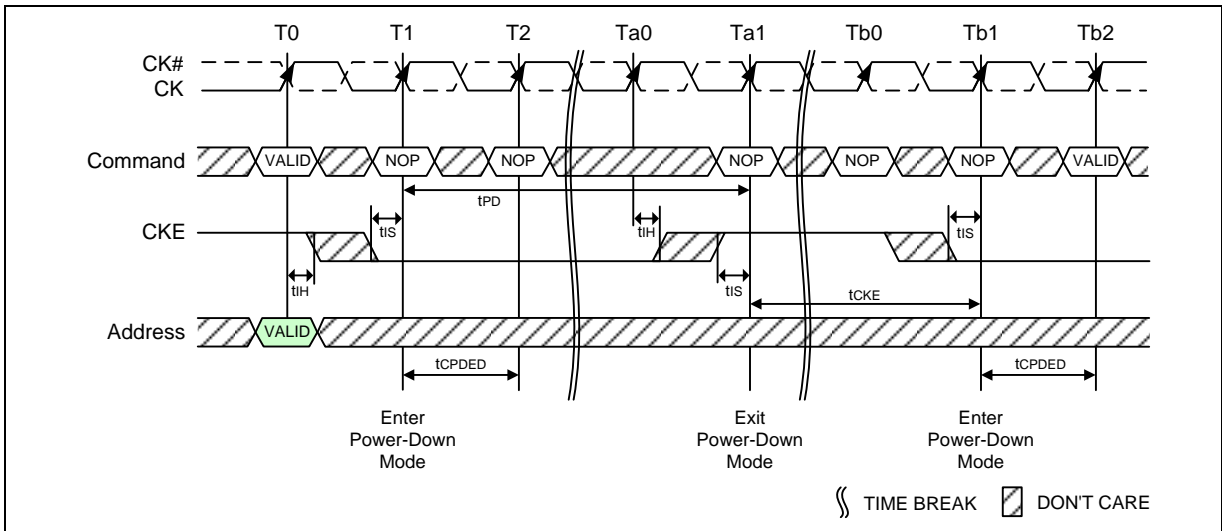 T0 T1 T2 Ta0 Ta1 Tb0 Tb1 Tb2
CK#
CK
Command VALID NOP NOP NOP NOP NOP VALID
tPD
CKE tIS tIH tIS
tIH tIS
tCKE
Address VALID
tCPDED tCPDED
Enter
Power-Down
Mode
Exit
Power-Down
Mode
Enter
Power-Down
Mode
TIME BREAK DON'T CARE